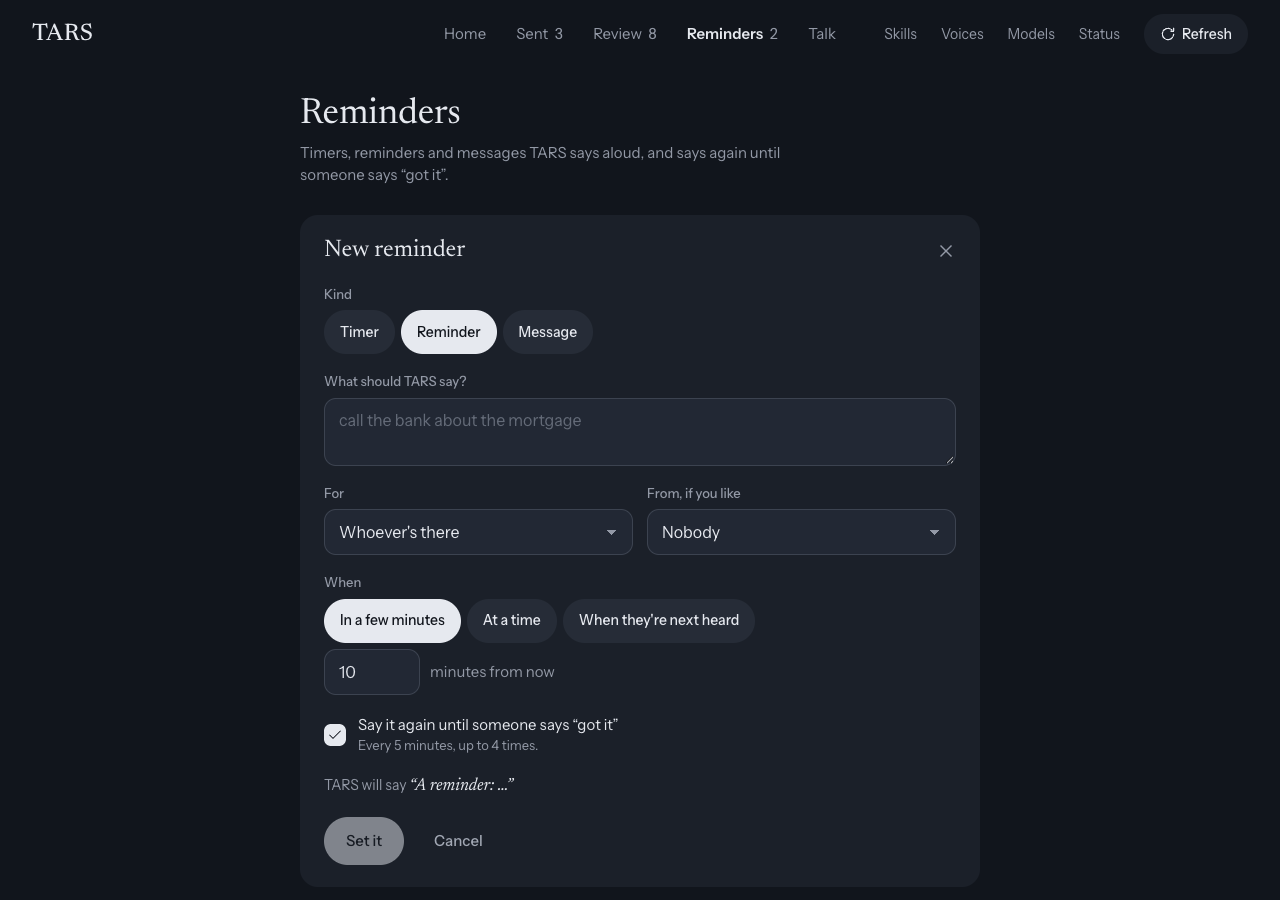 TARS
Home Sent 3 Review 8 Reminders 2 Talk Skills Voices Models Status Refresh
Reminders
Timers, reminders and messages TARS says aloud, and says again until
someone says “got it”.
New reminder
Kind
Timer Reminder Message
What should TARS say?
call the bank about the mortgage
For From, if you like
Whoever's there Nobody
When
In a few minutes At a time When they're next heard
10 minutes from now
Say it again until someone says “got it”
Every 5 minutes, up to 4 times.
TARS will say “A reminder: …”
Set it Cancel